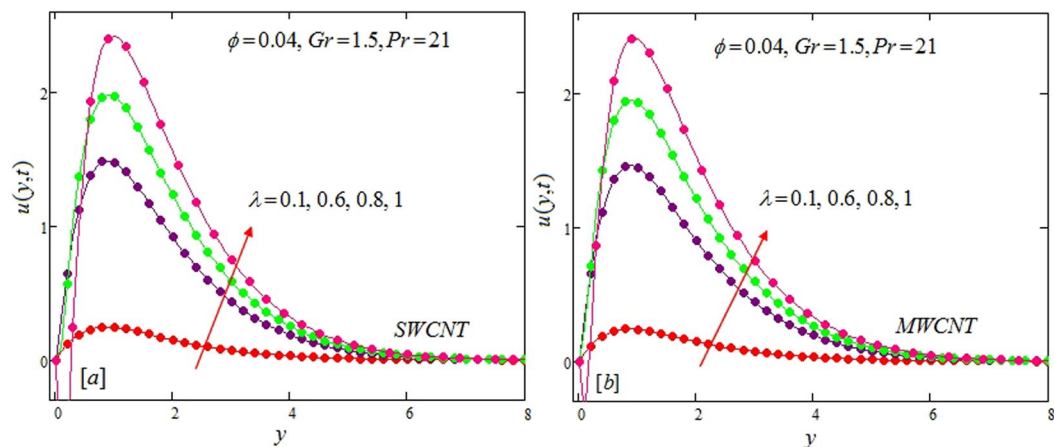 ϕ=0.04, Gr=1.5, Pr=21
2
u(y,t)
λ=0.1, 0.6, 0.8, 1
1
SWCNT
0
[a]
0 2 4 6 8
y
ϕ=0.04, Gr=1.5, Pr=21
2
u(y,t)
λ=0.1, 0.6, 0.8, 1
1
MWCNT
0
[b]
0 2 4 6 8
y